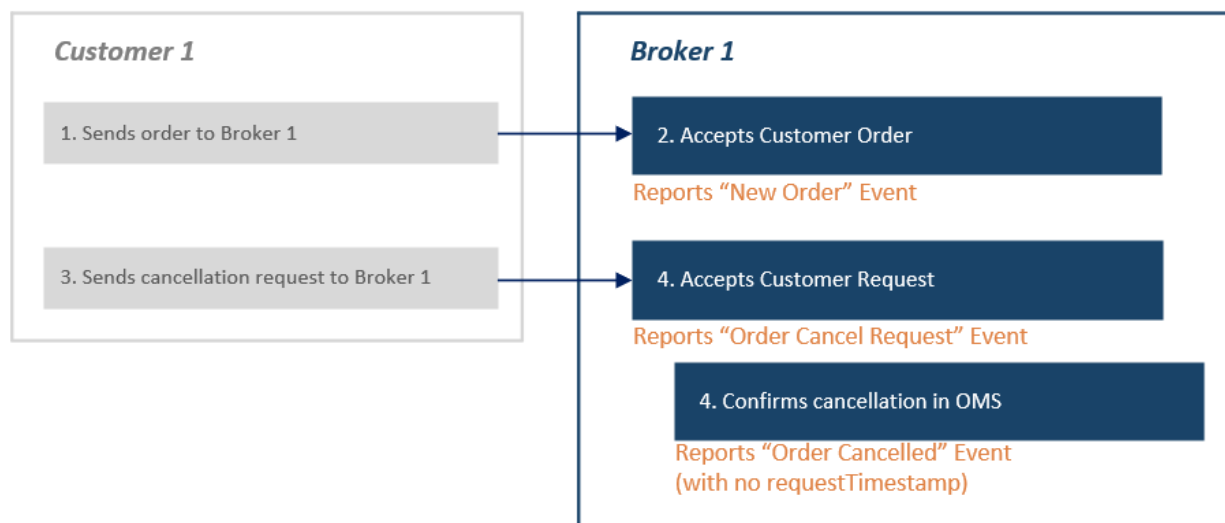 Customer 1
Broker 1
1. Sends order to Broker 1
2. Accepts Customer Order
Reports “New Order” Event
3. Sends cancellation request to Broker 1
4. Accepts Customer Request
Reports “Order Cancel Request” Event
4. Confirms cancellation in OMS
Reports “Order Cancelled” Event
(with no requestTimestamp)